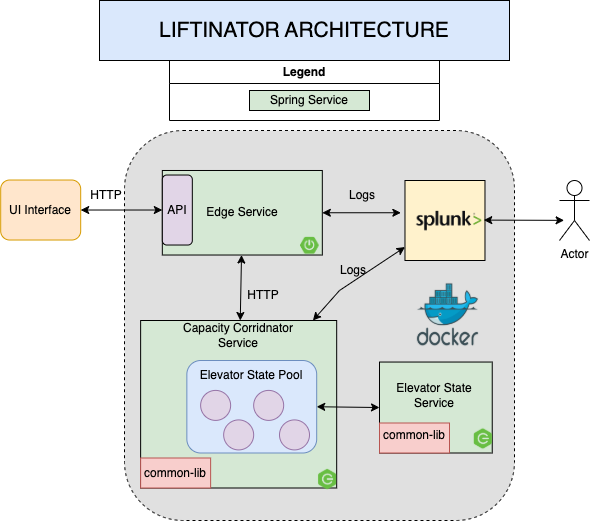 LIFTINATOR ARCHITECTURE
Legend
Spring Service
UI Interface
HTTP
API
Edge Service
Logs
splunk>
Actor
Logs
HTTP
docker
Capacity Corridnator
Service
Elevator State Pool
Elevator State
Service
common-lib
common-lib